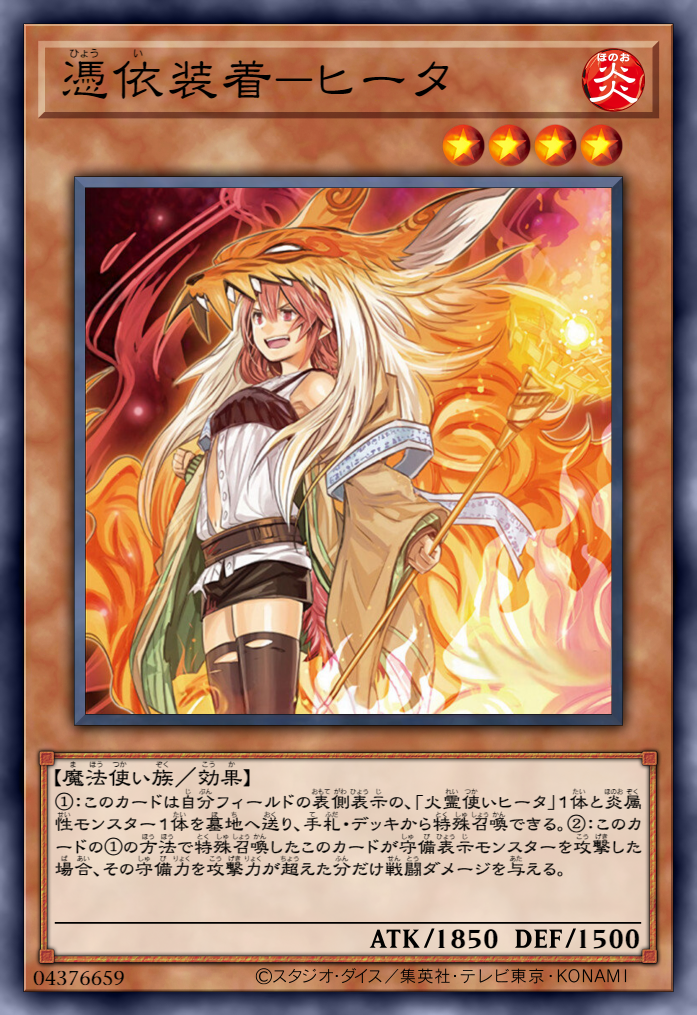 憑依装着－ヒータ
炎
【魔法使い族／効果】
①:このカードは自分フィールドの表側表示の、「火霊使いヒータ」1体と炎属
性モンスター1体を墓地へ送り、手札・デッキから特殊召喚できる。②:このカ
ードの①の方法で特殊召喚したこのカードが守備表示モンスターを攻撃した
場合、その守備力を攻撃力が超えた分だけ戦闘ダメージを与える。
ATK/1850 DEF/1500
04376659 ©スタジオ・ダイス／集英社・テレビ東京・KONAMI